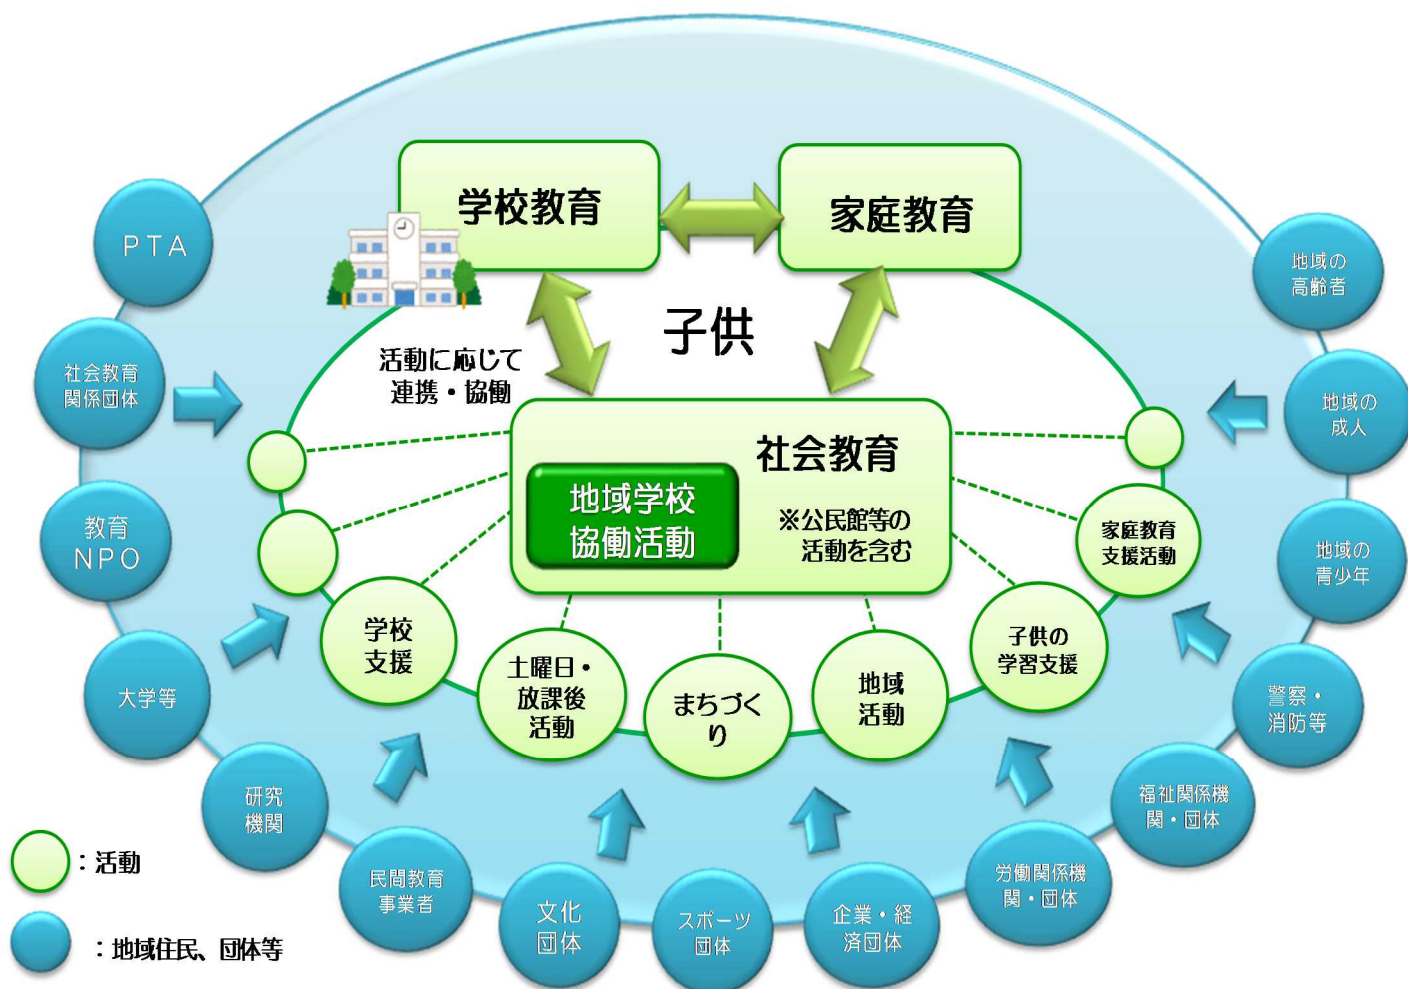 学校教育
家庭教育
子供
活動に応じて
連携・協働
社会教育
地域学校
協働活動
※公民館等の
活動を含む
学校
支援
土曜日・
放課後
活動
まちづく
り
地域
活動
子供の
学習支援
家庭教育
支援活動
PTA
社会教育
関係団体
教育
NPO
大学等
研究
機関
民間教育
事業者
文化
団体
スポーツ
団体
企業・経
済団体
労働関係機
関・団体
福祉関係機
関・団体
警察・
消防等
地域の
青少年
地域の
成人
地域の
高齢者
：活動
：地域住民、団体等